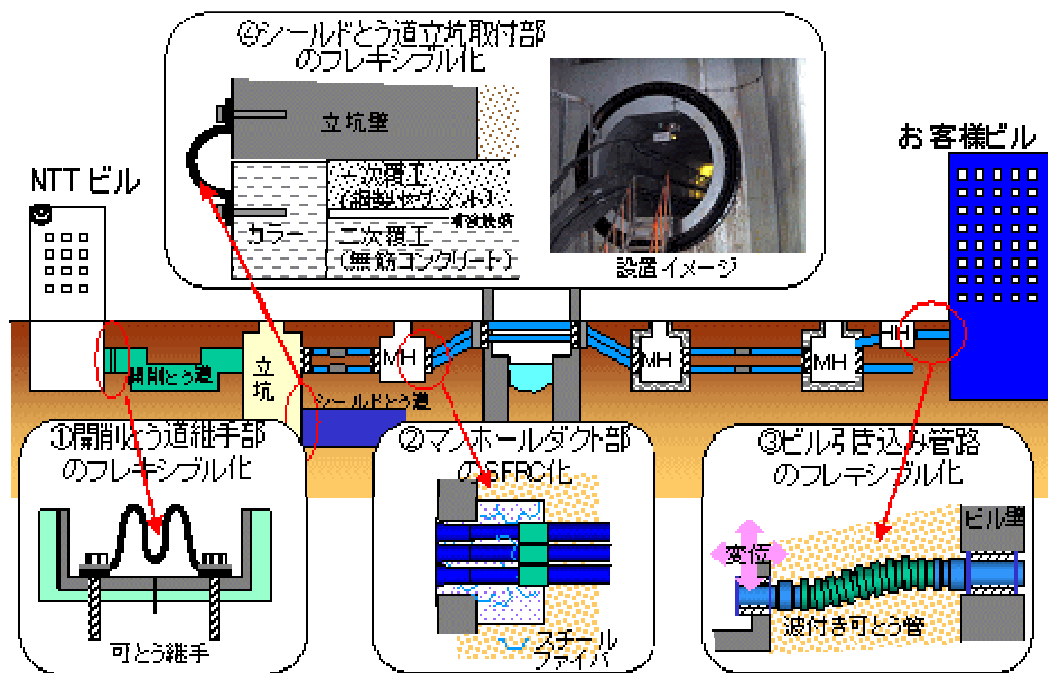 ④シールドとう道立坑取付部
のフレキシブル化
立坑壁
一次覆工
(鋼製セグメント)
カラー
二次覆工
(無筋コンクリート)
設置イメージ
NTT ビル
お客様ビル
開削とう道
立坑
MH
シールドとう道
MH
MH
HH
①開削とう道継手部
のフレキシブル化
可とう継手
②マンホールダクト部
のSFRC化
スチール
ファイバ
③ビル引き込み管路
のフレキシブル化
ビル壁
変位
波付き可とう管